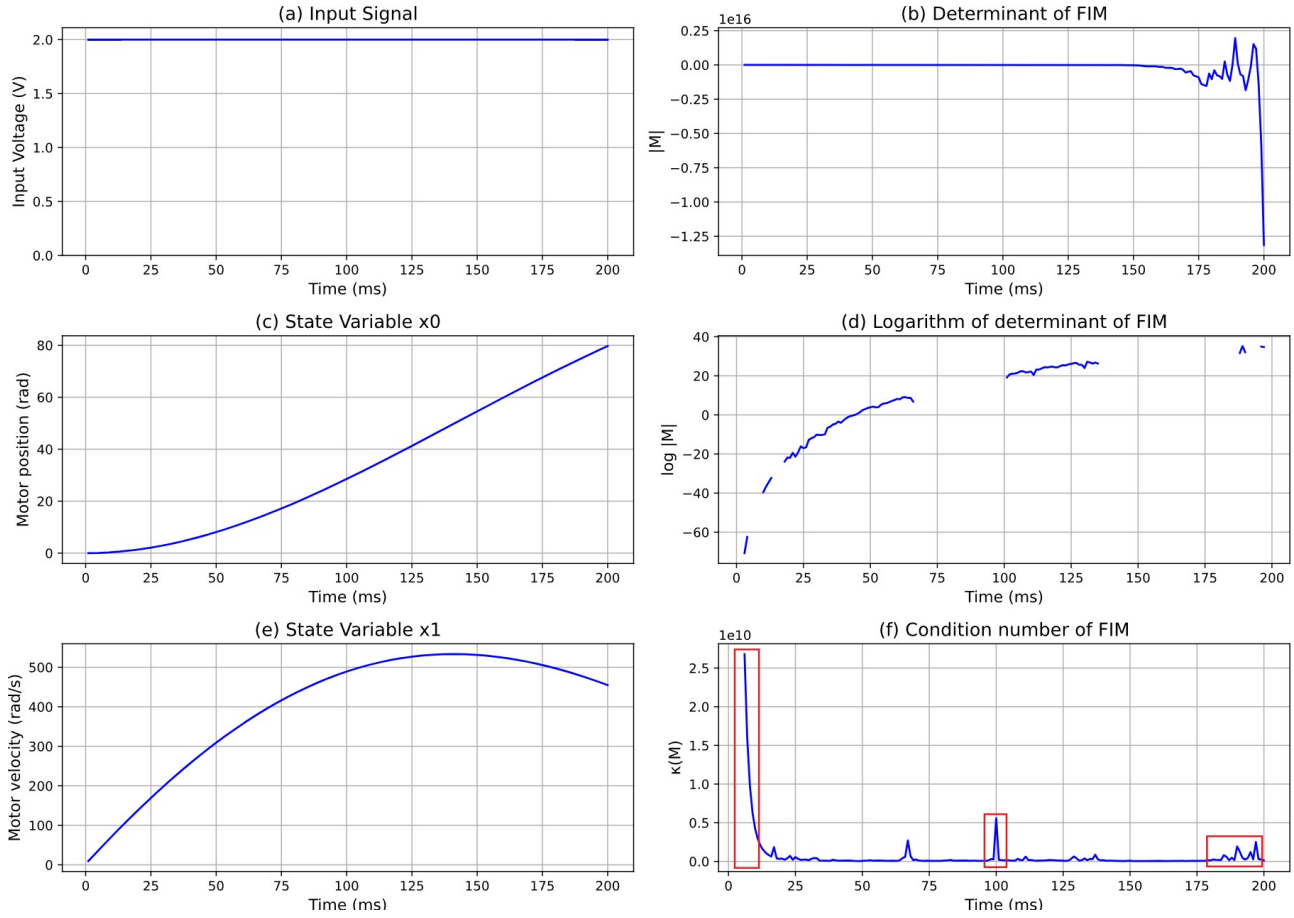 (a) Input Signal
Input Voltage (V)
2.0
1.5
1.0
0.5
0.0
0 25 50 75 100 125 150 175 200
Time (ms)
(b) Determinant of FIM
1e16
|M|
0.25
0.00
−0.25
−0.50
−0.75
−1.00
−1.25
0 25 50 75 100 125 150 175 200
Time (ms)
(c) State Variable x0
Motor position (rad)
80
60
40
20
0
0 25 50 75 100 125 150 175 200
Time (ms)
(d) Logarithm of determinant of FIM
log |M|
40
20
0
−20
−40
−60
0 25 50 75 100 125 150 175 200
Time (ms)
(e) State Variable x1
Motor velocity (rad/s)
500
400
300
200
100
0
0 25 50 75 100 125 150 175 200
Time (ms)
(f) Condition number of FIM
1e10
κ(M)
2.5
2.0
1.5
1.0
0.5
0.0
0 25 50 75 100 125 150 175 200
Time (ms)